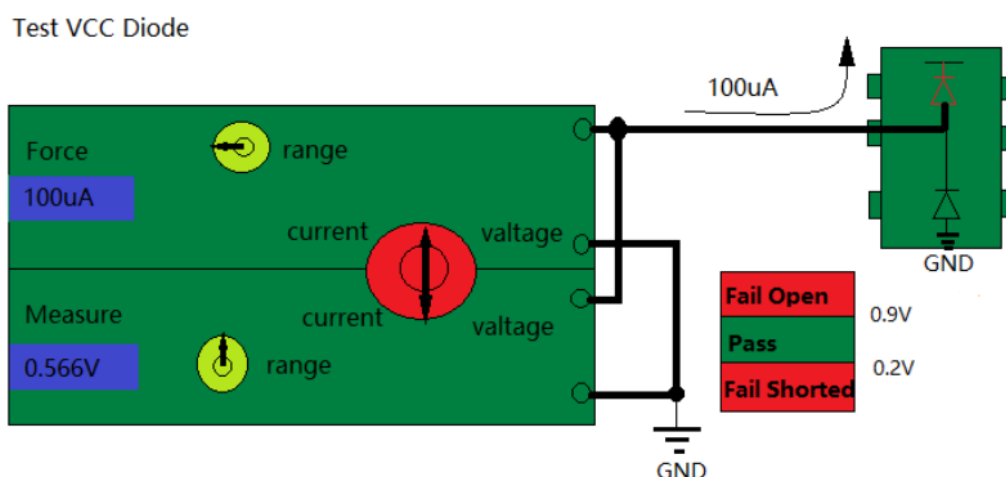 Test VCC Diode
100uA
Force
range
100uA
current
valtage
GND
Measure
current
valtage
0.566V
range
Fail Open
0.9V
Pass
0.2V
Fail Shorted
GND